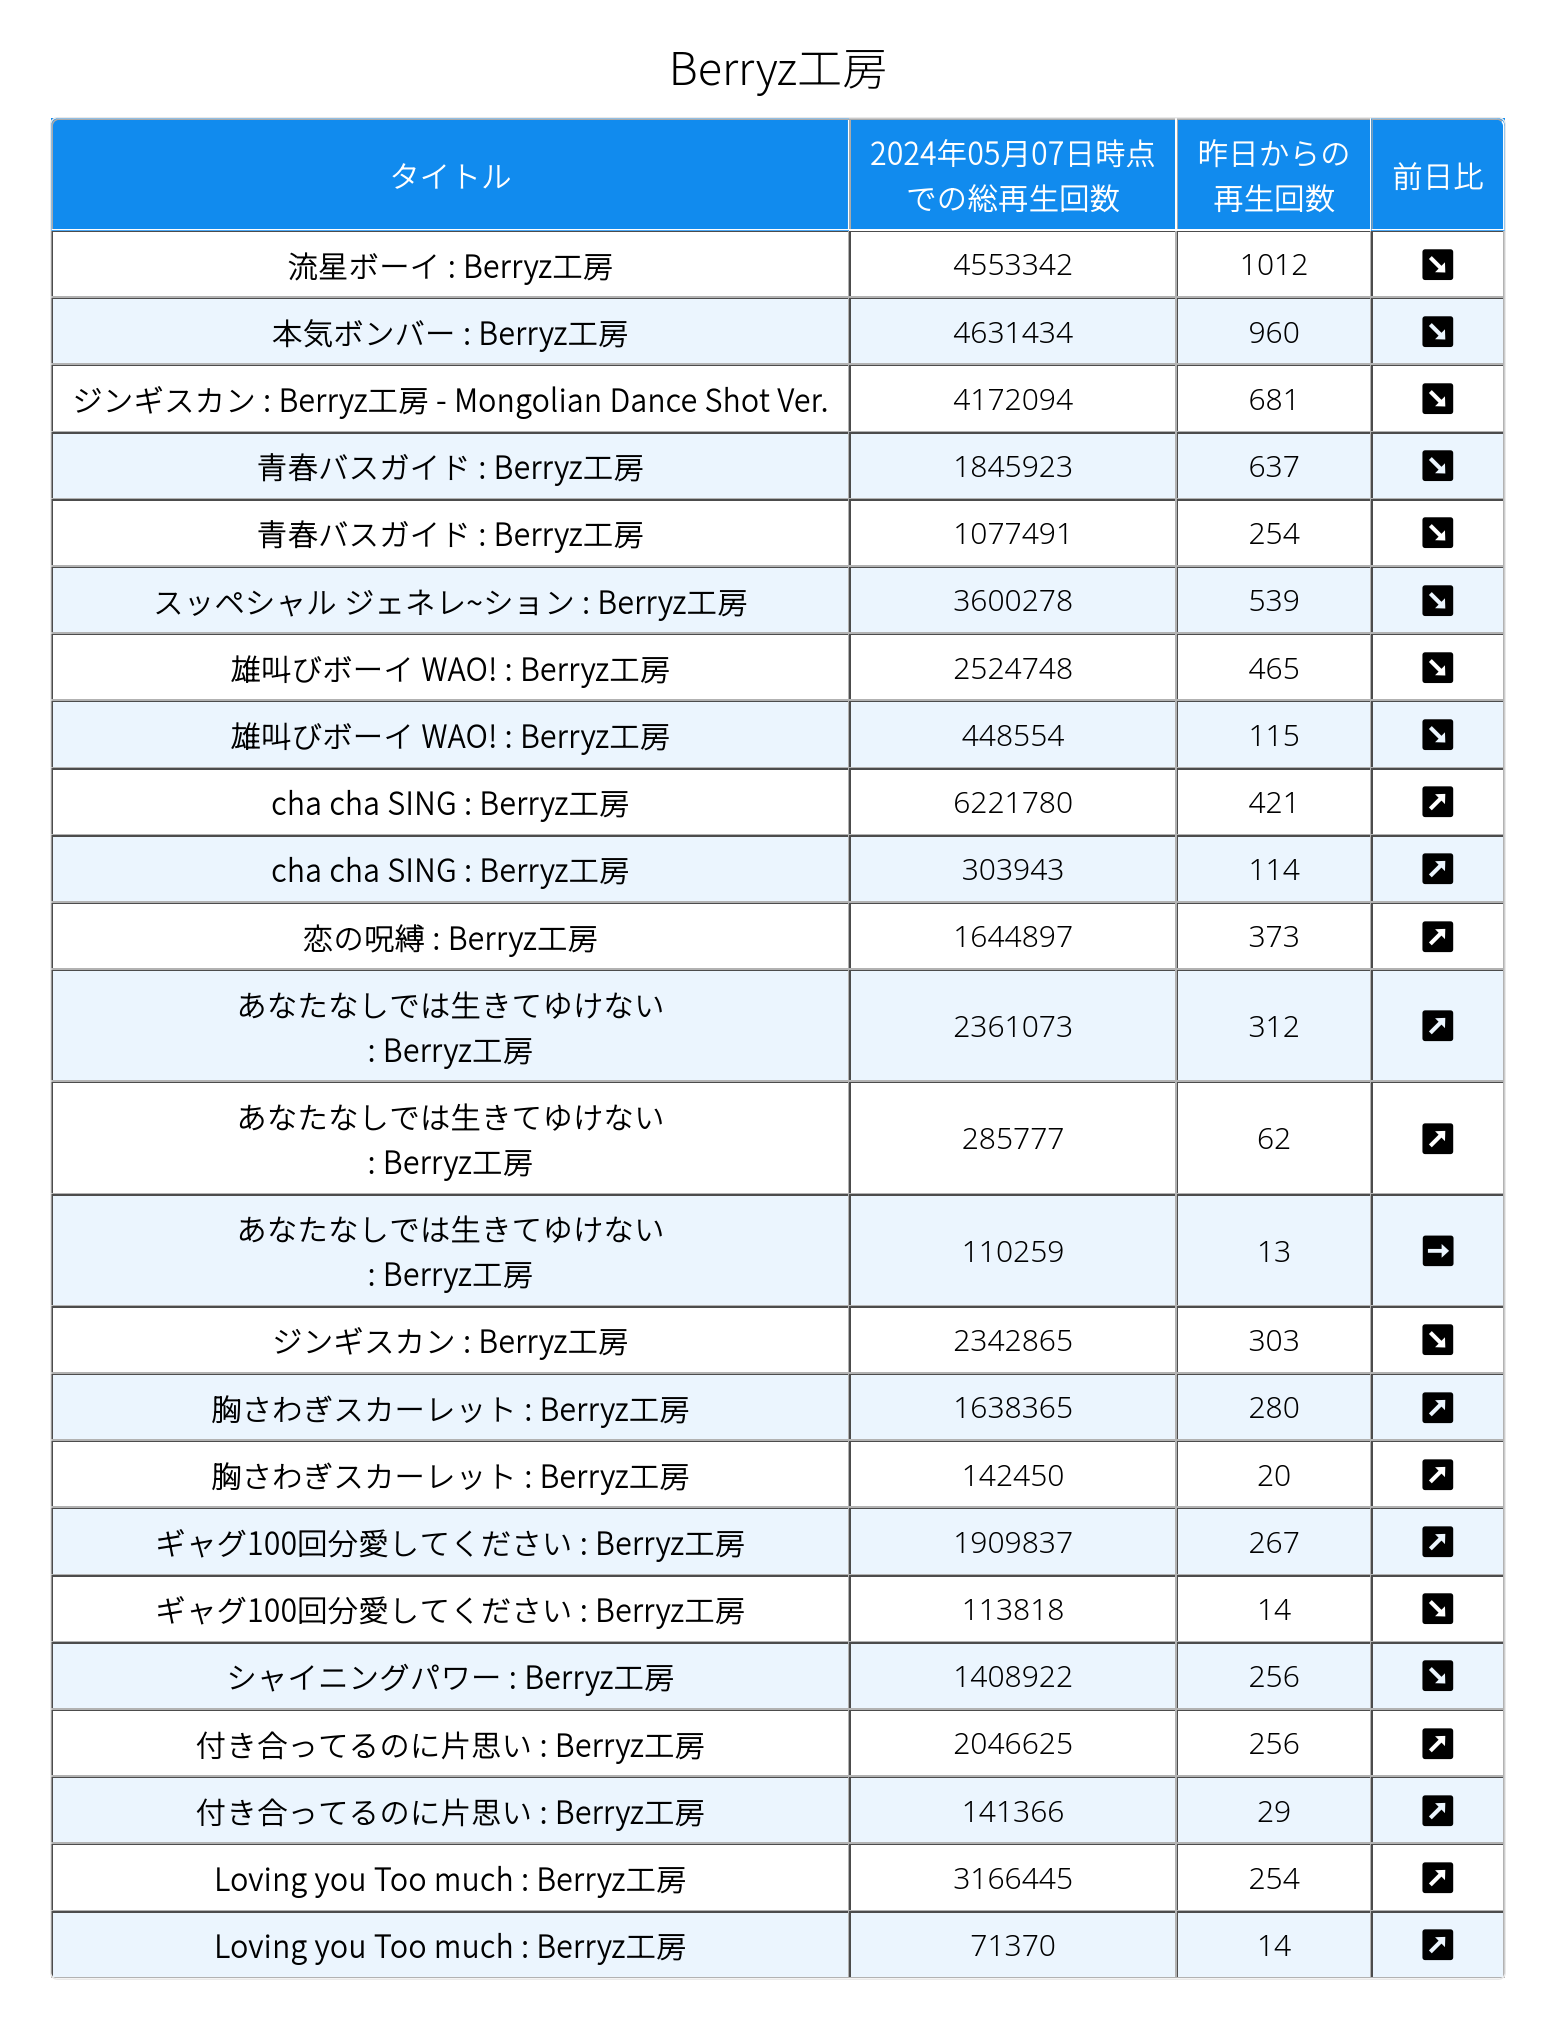 Berryz工房
タイトル
2024年05月07日時点
での総再生回数
昨日からの
再生回数
前日比
流星ボーイ : Berryz工房 4553342 1012 ↘
本気ボンバー : Berryz工房 4631434 960 ↘
ジンギスカン : Berryz工房 - Mongolian Dance Shot Ver. 4172094 681 ↘
青春バスガイド : Berryz工房 1845923 637 ↘
青春バスガイド : Berryz工房 1077491 254 ↘
スッペシャル ジェネレ~ション : Berryz工房 3600278 539 ↘
雄叫びボーイ WAO! : Berryz工房 2524748 465 ↘
雄叫びボーイ WAO! : Berryz工房 448554 115 ↘
cha cha SING : Berryz工房 6221780 421 ↗
cha cha SING : Berryz工房 303943 114 ↗
恋の呪縛 : Berryz工房 1644897 373 ↗
あなたなしでは生きてゆけない
: Berryz工房 2361073 312 ↗
あなたなしでは生きてゆけない
: Berryz工房 285777 62 ↗
あなたなしでは生きてゆけない
: Berryz工房 110259 13 →
ジンギスカン : Berryz工房 2342865 303 ↘
胸さわぎスカーレット : Berryz工房 1638365 280 ↗
胸さわぎスカーレット : Berryz工房 142450 20 ↗
ギャグ100回分愛してください : Berryz工房 1909837 267 ↗
ギャグ100回分愛してください : Berryz工房 113818 14 ↘
シャイニングパワー : Berryz工房 1408922 256 ↘
付き合ってるのに片思い : Berryz工房 2046625 256 ↗
付き合ってるのに片思い : Berryz工房 141366 29 ↗
Loving you Too much : Berryz工房 3166445 254 ↗
Loving you Too much : Berryz工房 71370 14 ↗